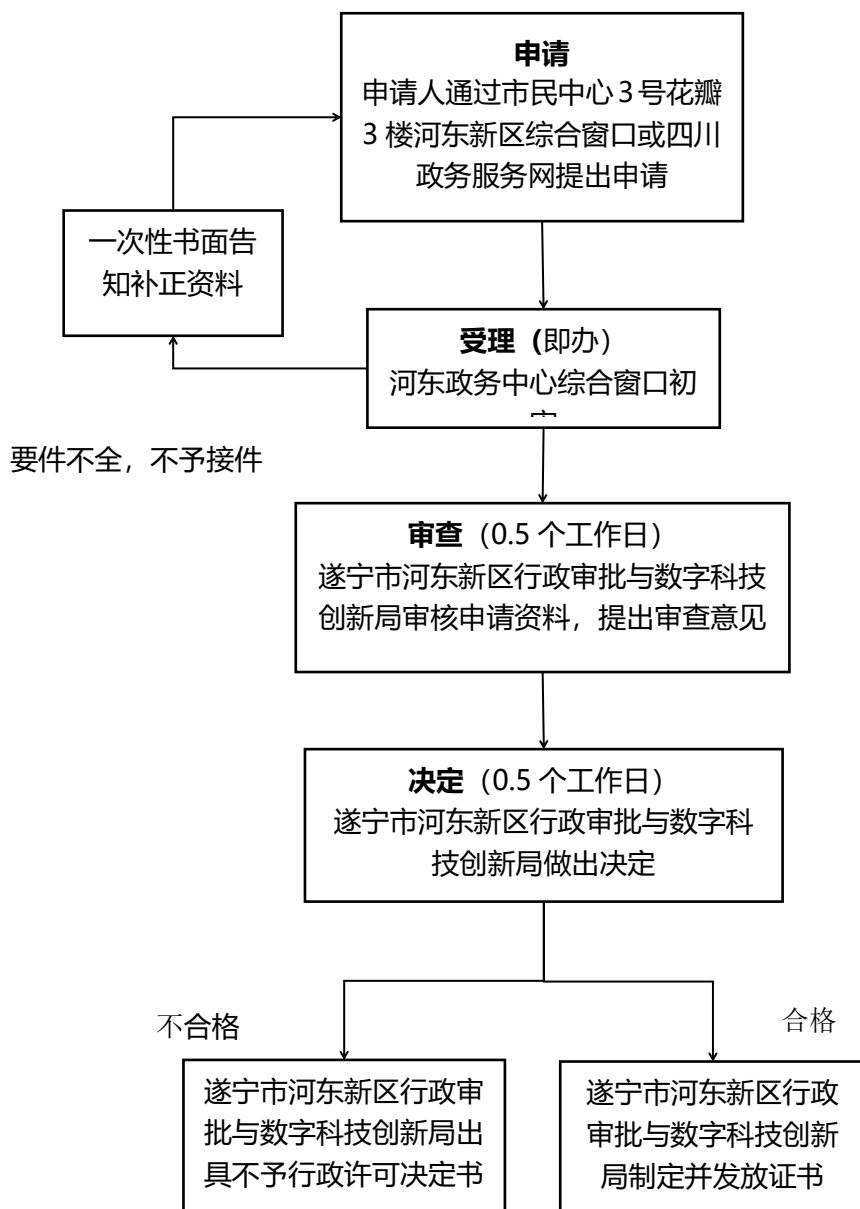 申请
申请人通过市民中心 3 号花瓣
3 楼河东新区综合窗口或四川
政务服务网提出申请
一次性书面告
知补正资料
受理（即办）
河东政务中心综合窗口初
要件不全，不予接件
审查（0.5 个工作日）
遂宁市河东新区行政审批与数字科技
创新局审核申请资料，提出审查意见
决定（0.5 个工作日）
遂宁市河东新区行政审批与数字科
技创新局做出决定
不合格
合格
遂宁市河东新区行政审
批与数字科技创新局出
具不予行政许可决定书
遂宁市河东新区行政
审批与数字科技创新
局制定并发放证书